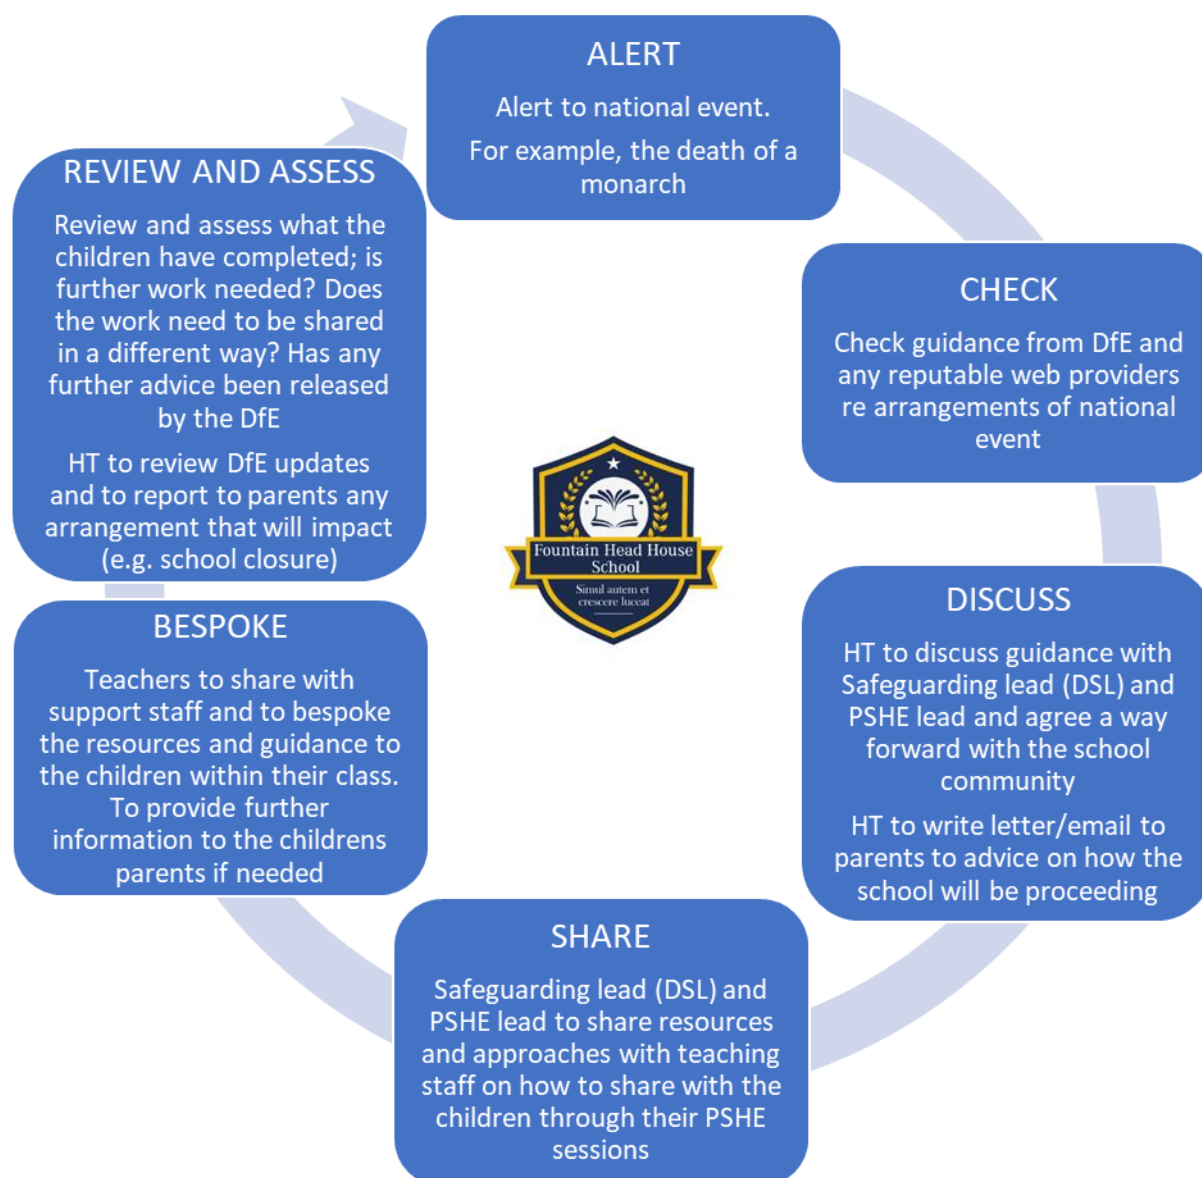 ALERT
Alert to national event.
For example, the death of a
monarch
CHECK
Check guidance from DfE and
any reputable web providers
re arrangements of national
event
DISCUSS
HT to discuss guidance with
Safeguarding lead (DSL) and
PSHE lead and agree a way
forward with the school
community
HT to write letter/email to
parents to advice on how the
school will be proceeding
SHARE
Safeguarding lead (DSL) and
PSHE lead to share resources
and approaches with teaching
staff on how to share with the
children through their PSHE
sessions
BESPOKE
Teachers to share with
support staff and to bespoke
the resources and guidance to
the children within their class.
To provide further
information to the childrens
parents if needed
REVIEW AND ASSESS
Review and assess what the
children have completed; is
further work needed? Does
the work need to be shared
in a different way? Has any
further advice been released
by the DfE
HT to review DfE updates
and to report to parents any
arrangement that will impact
(e.g. school closure)
Fountain Head House
School
Simul autem et
crescere luceat